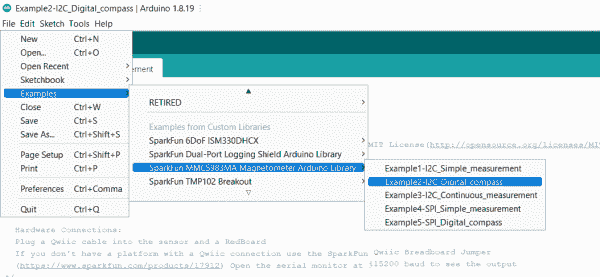 Example2-I2C_Digital_compass | Arduino 1.8.19
File Edit Sketch Tools Help
New Ctrl+N
Open... Ctrl+O
Open Recent
Sketchbook
Examples
Close Ctrl+W
Save Ctrl+S
Save As... Ctrl+Shift+S
Page Setup Ctrl+Shift+P
Print Ctrl+P
Preferences Ctrl+Comma
Quit Ctrl+Q
RETIRED
Examples from Custom Libraries
SparkFun 6DoF ISM330DHCX
SparkFun Dual-Port Logging Shield Arduino Library
SparkFun MMC5983MA Magnetometer Arduino Library
SparkFun TMP102 Breakout
MIT License(http://opensource.org/licenses/MIT
Example1-I2C_Simple_measurement
Example2-I2C_Digital_compass
Example3-I2C_Continuous_measurement
Example4-SPI_Simple_measurement
Example5-SPI_Digital_compass
Hardware Connections:
Plug a Qwiic cable into the sensor and a RedBoard
If you don't have a platform with a Qwiic connection use the SparkFun Qwiic Breadboard Jumper
(https://www.sparkfun.com/products/17912) Open the serial monitor at 115200 baud to see the output